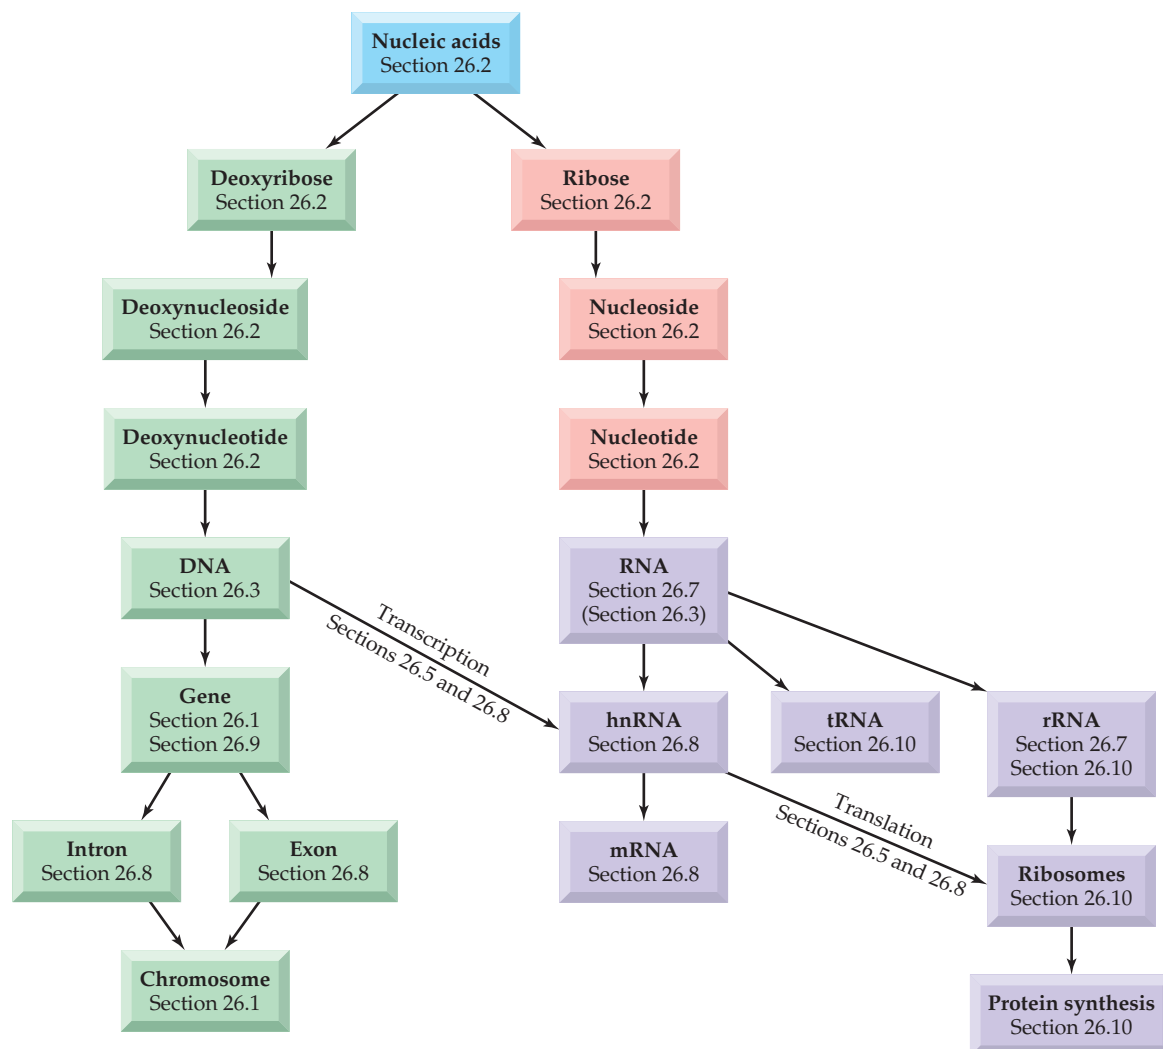 Nucleic acids
Section 26.2
Deoxyribose
Section 26.2
Ribose
Section 26.2
Deoxynucleoside
Section 26.2
Nucleoside
Section 26.2
Deoxynucleotide
Section 26.2
Nucleotide
Section 26.2
DNA
Section 26.3
RNA
Section 26.7
(Section 26.3)
Transcription
Sections 26.5 and 26.8
Gene
Section 26.1
Section 26.9
hnRNA
Section 26.8
tRNA
Section 26.10
rRNA
Section 26.7
Section 26.10
Translation
Sections 26.5 and 26.8
Intron
Section 26.8
Exon
Section 26.8
mRNA
Section 26.8
Ribosomes
Section 26.10
Chromosome
Section 26.1
Protein synthesis
Section 26.10